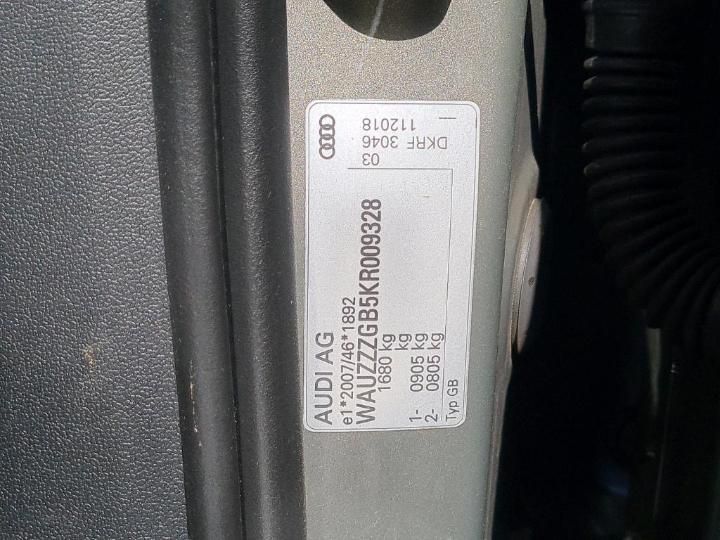 AUDI AG
e1*2007/46*1892
WAUZZZGB5KR009328
1680 kg
kg
1- 0905 kg
2- 0805 kg
Typ GB
03
DKRF 3046
112018